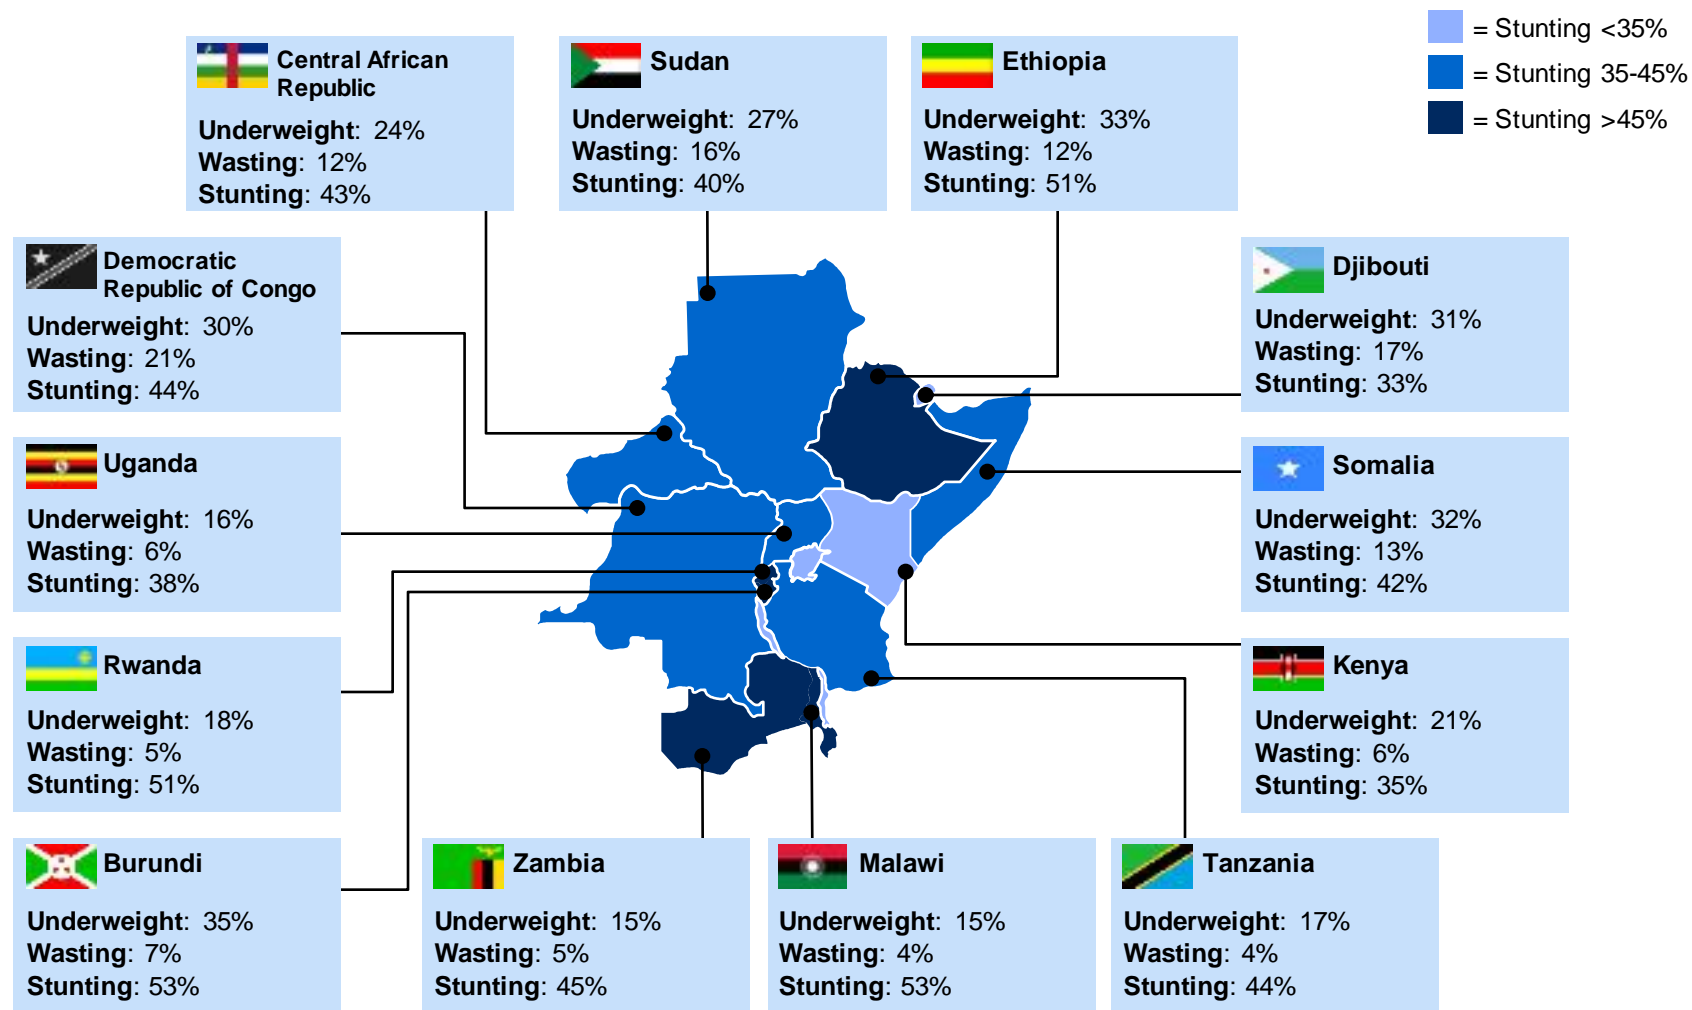 = Stunting <35%
= Stunting 35-45%
= Stunting >45%
Central African
Republic
Underweight: 24%
Wasting: 12%
Stunting: 43%
Sudan
Underweight: 27%
Wasting: 16%
Stunting: 40%
Ethiopia
Underweight: 33%
Wasting: 12%
Stunting: 51%
Democratic
Republic of Congo
Underweight: 30%
Wasting: 21%
Stunting: 44%
Djibouti
Underweight: 31%
Wasting: 17%
Stunting: 33%
Uganda
Underweight: 16%
Wasting: 6%
Stunting: 38%
Somalia
Underweight: 32%
Wasting: 13%
Stunting: 42%
Rwanda
Underweight: 18%
Wasting: 5%
Stunting: 51%
Kenya
Underweight: 21%
Wasting: 6%
Stunting: 35%
Burundi
Underweight: 35%
Wasting: 7%
Stunting: 53%
Zambia
Underweight: 15%
Wasting: 5%
Stunting: 45%
Malawi
Underweight: 15%
Wasting: 4%
Stunting: 53%
Tanzania
Underweight: 17%
Wasting: 4%
Stunting: 44%